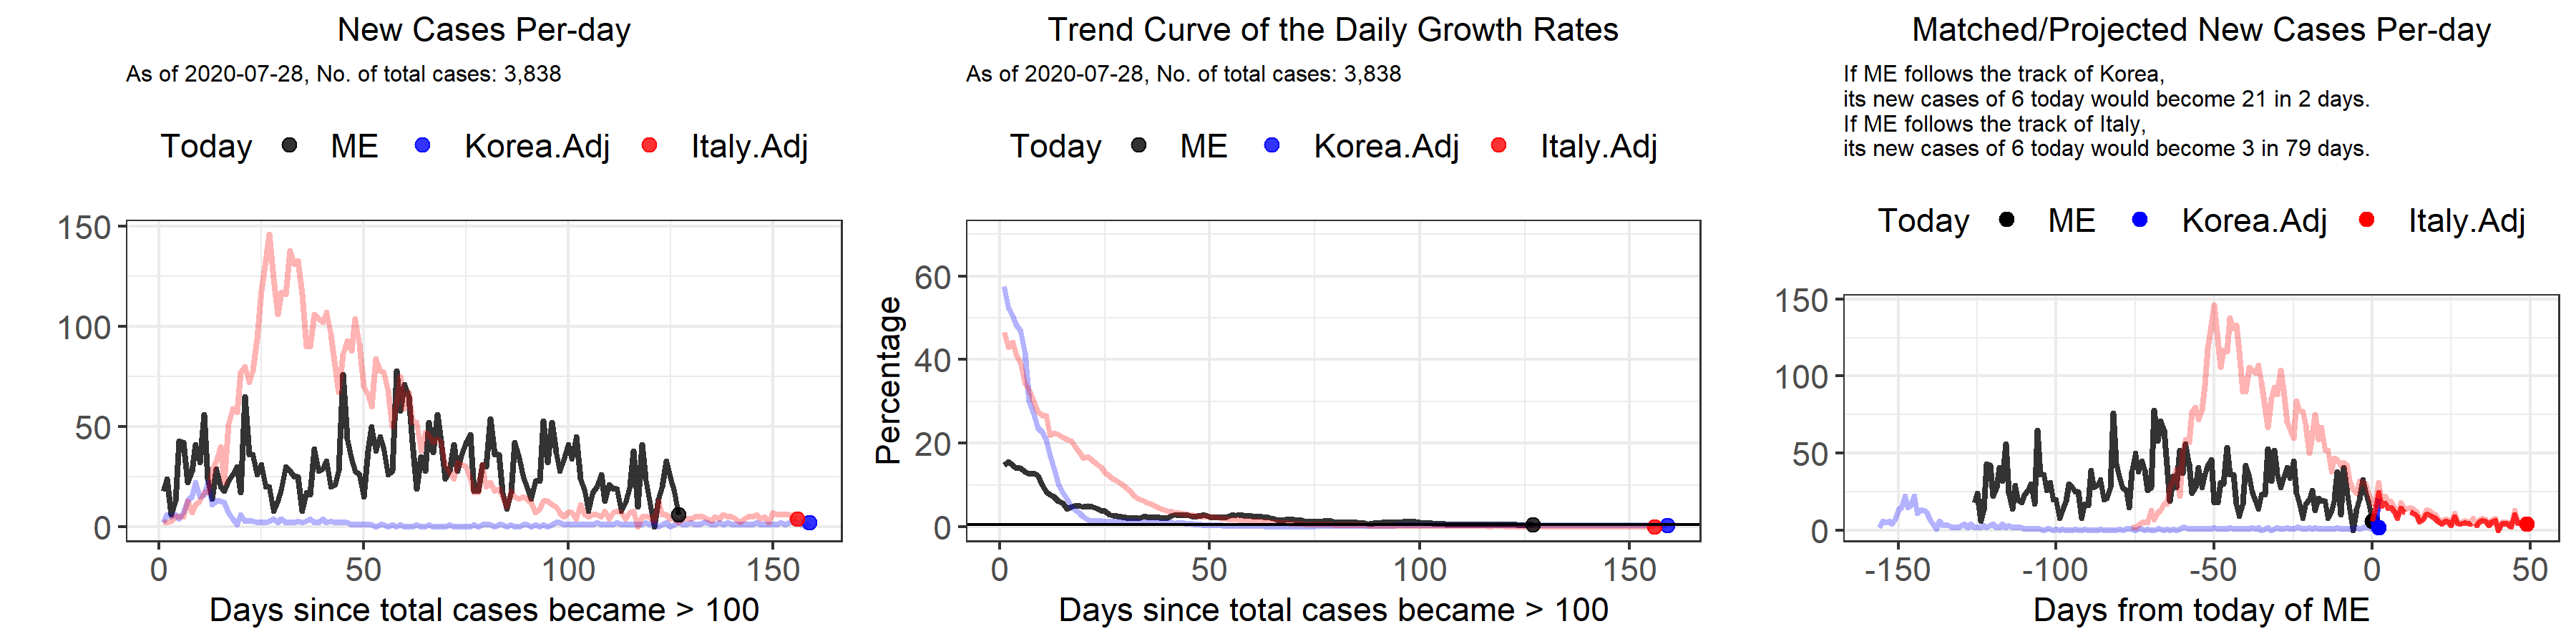 New Cases Per-day
As of 2020-07-28, No. of total cases: 3,838
Today ME Korea.Adj Italy.Adj
150
100
50
0
0 50 100 150
Days since total cases became > 100
Trend Curve of the Daily Growth Rates
As of 2020-07-28, No. of total cases: 3,838
Today ME Korea.Adj Italy.Adj
Percentage
60
40
20
0
0 50 100 150
Days since total cases became > 100
Matched/Projected New Cases Per-day
If ME follows the track of Korea,
its new cases of 6 today would become 21 in 2 days.
If ME follows the track of Italy,
its new cases of 6 today would become 3 in 79 days.
Today ME Korea.Adj Italy.Adj
150
100
50
0
-150 -100 -50 0 50
Days from today of ME